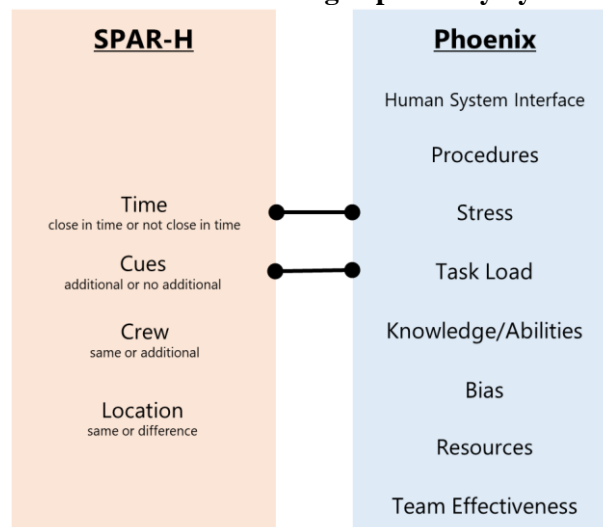 SPAR-H
Time
close in time or not close in time
Cues
additional or no additional
Crew
same or additional
Location
same or difference
Phoenix
Human System Interface
Procedures
Stress
Task Load
Knowledge/Abilities
Bias
Resources
Team Effectiveness